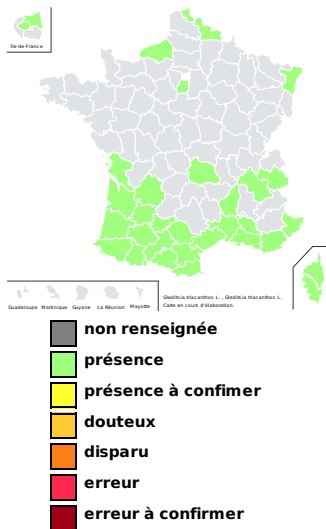 Île-de-France
Guadeloupe Martinique Guyane La Réunion Mayotte
Gleditsia triacanthos L. , Gleditsia triacanthos L.
Carte en cours d'élaboration.
non renseignée
présence
présence à confimer
douteux
disparu
erreur
erreur à confirmer